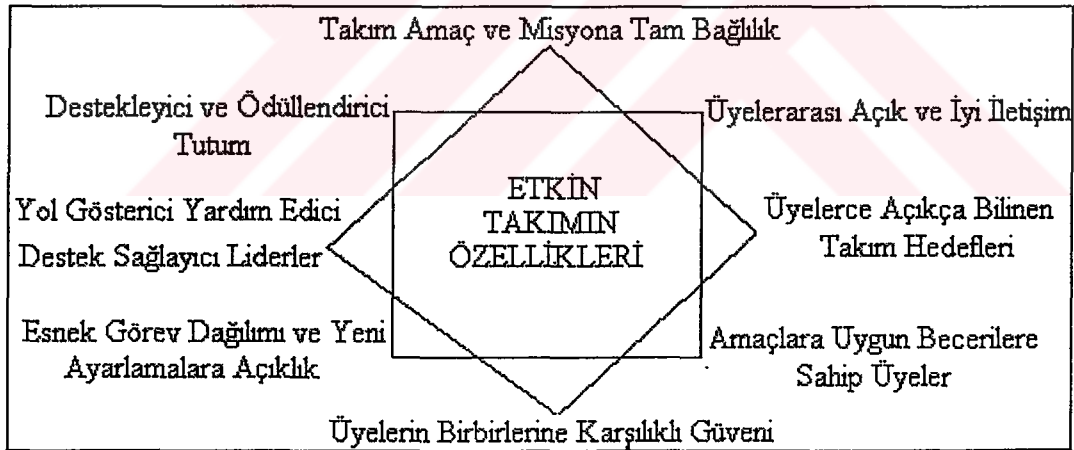 Takım Amaç ve Misyona Tam Bağlılık
Destekleyici ve Ödüllendirici
Tutum
Üyelerarası Açık ve İyi İletişim
Yol Gösterici Yardım Edici
Destek Sağlayıcı Liderler
ETKİN
TAKIMIN
ÖZELLİKLERİ
Üyelerce Açıkça Bilinen
Takım Hedefleri
Esnek Görev Dağılımı ve Yeni
Ayarlamalara Açıklık
Amaçlara Uygun Becerilere
Sahip Üyeler
Üyelerin Birbirlerine Karşılıklı Güveni